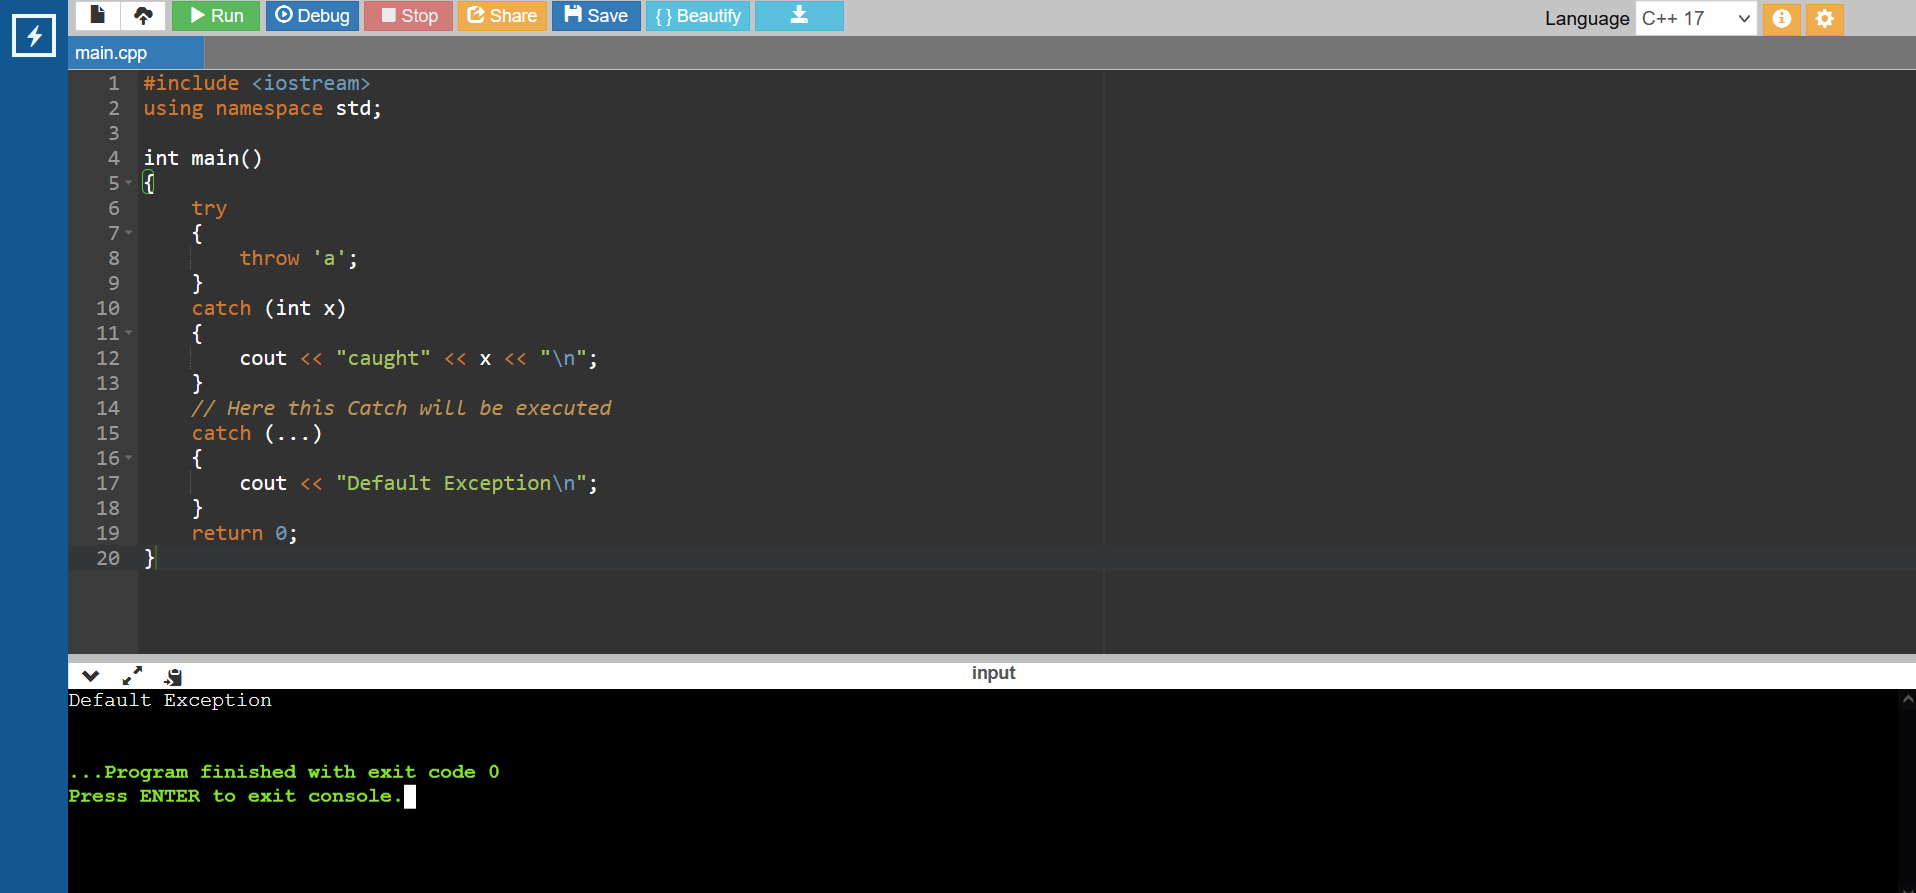 Run Debug Stop Share Save { } Beautify Language C++ 17
main.cpp
1 #include <iostream>
2 using namespace std;
3
4 int main()
5 {
6     try
7     {
8         throw 'a';
9     }
10     catch (int x)
11     {
12         cout << "caught" << x << "\n";
13     }
14     // Here this Catch will be executed
15     catch (...)
16     {
17         cout << "Default Exception\n";
18     }
19     return 0;
20 }
input
Default Exception
...Program finished with exit code 0
Press ENTER to exit console.